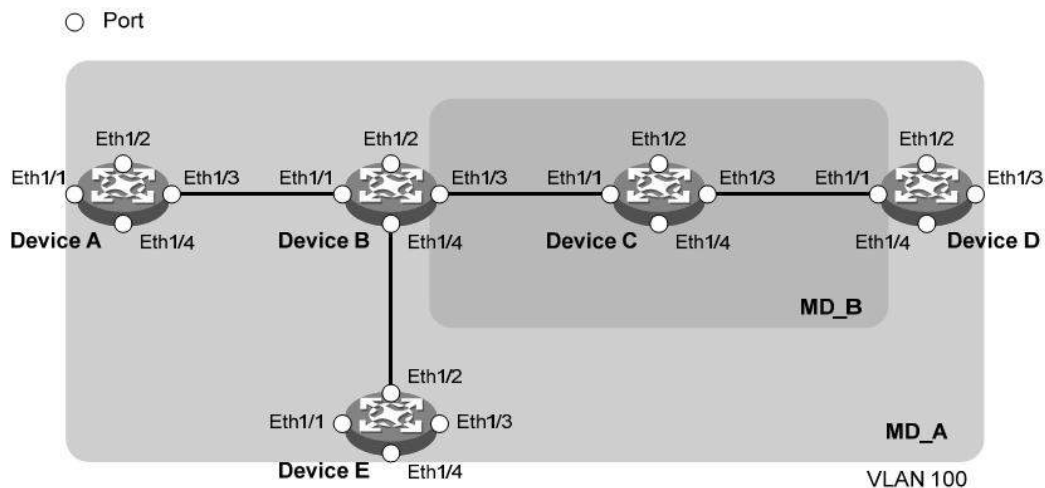 Port
Eth1/2
Eth1/2
Eth1/2
Eth1/2
Eth1/1
Eth1/3
Eth1/1
Eth1/3
Eth1/1
Eth1/3
Eth1/1
Eth1/3
Device A
Eth1/4
Device B
Eth1/4
Device C
Eth1/4
Eth1/4
Device D
MD_B
Eth1/2
Eth1/1
Eth1/3
MD_A
Device E
Eth1/4
VLAN 100